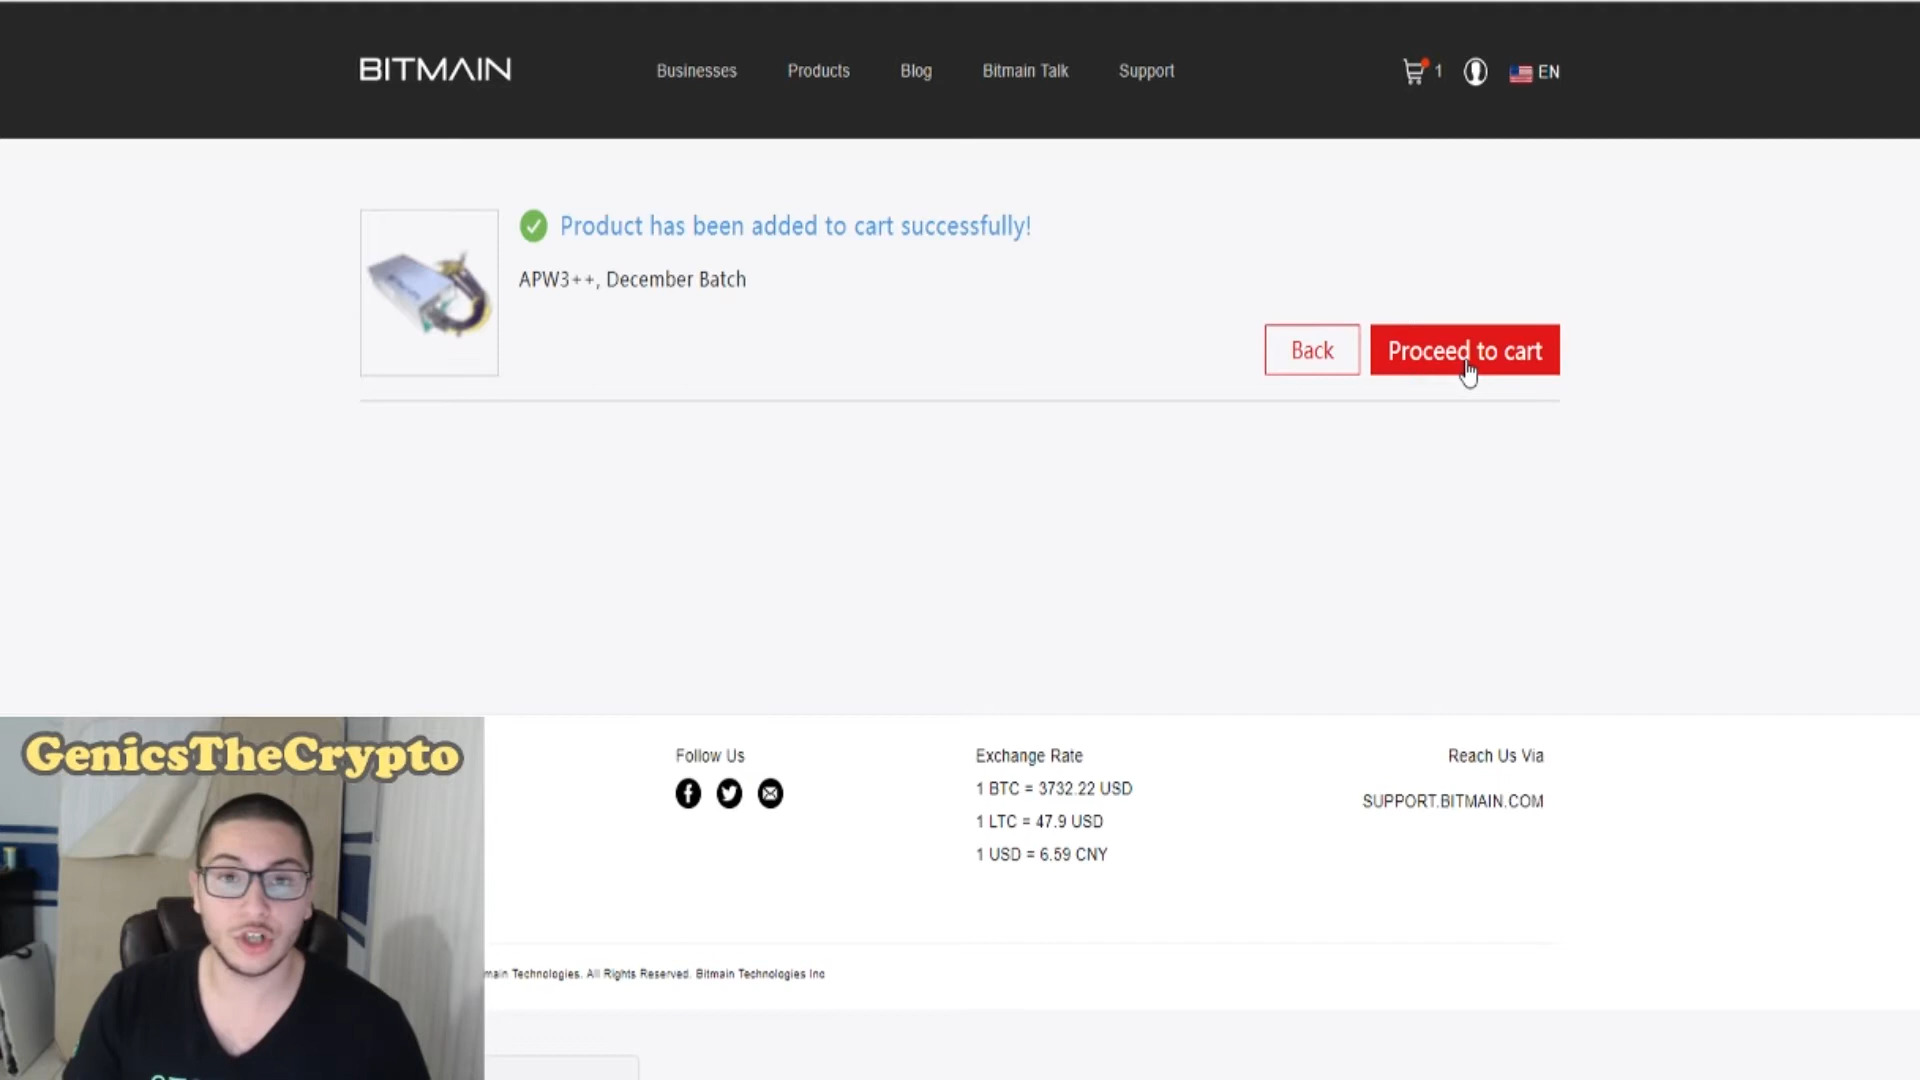 BITMAIN
Businesses Products Blog Bitmain Talk Support
1
EN
Product has been added to cart successfully!
APW3++, December Batch
Back
Proceed to cart
GenicsTheCrypto
Follow Us
Exchange Rate
1 BTC = 3732.22 USD
1 LTC = 47.9 USD
1 USD = 6.59 CNY
Reach Us Via
SUPPORT.BITMAIN.COM
Technologies. All Rights Reserved. Bitmain Technologies Inc